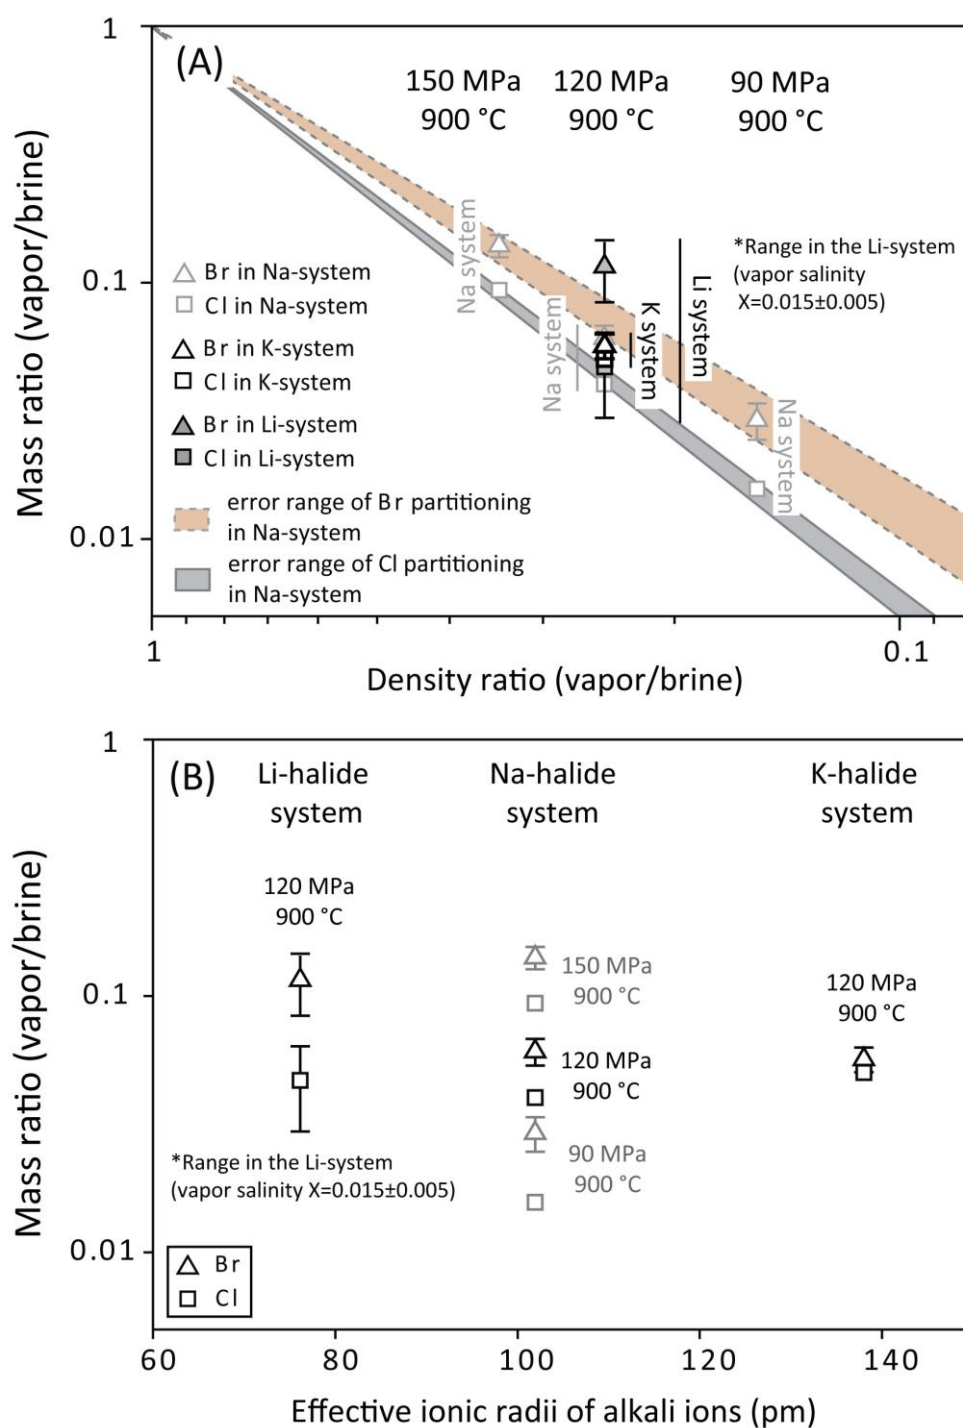 1
(A)
150 MPa
900 °C
120 MPa
900 °C
90 MPa
900 °C
Mass ratio (vapor/brine)
0.1
0.01
Br in Na-system
Cl in Na-system
Br in K-system
Cl in K-system
Br in Li-system
Cl in Li-system
error range of Br partitioning
in Na-system
error range of Cl partitioning
in Na-system
Na system
Na system
K system
Li system
Na system
*Range in the Li-system
(vapor salinity
X=0.015±0.005)
1
0.1
Density ratio (vapor/brine)
1
(B)
Li-halide
system
Na-halide
system
K-halide
system
Mass ratio (vapor/brine)
0.1
0.01
120 MPa
900 °C
150 MPa
900 °C
120 MPa
900 °C
90 MPa
900 °C
120 MPa
900 °C
*Range in the Li-system
(vapor salinity X=0.015±0.005)
Br
Cl
60
80
100
120
140
Effective ionic radii of alkali ions (pm)